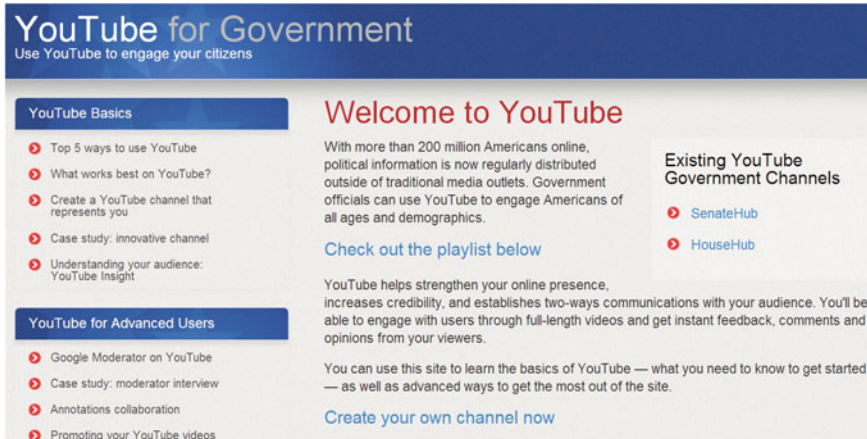 YouTube for Government
Use YouTube to engage your citizens
YouTube Basics
Top 5 ways to use YouTube
What works best on YouTube?
Create a YouTube channel that
represents you
Case study: innovative channel
Understanding your audience:
YouTube Insight
YouTube for Advanced Users
Google Moderator on YouTube
Case study: moderator interview
Annotations collaboration
Promoting your YouTube videos
Welcome to YouTube
With more than 200 million Americans online,
political information is now regularly distributed
outside of traditional media outlets. Government
officials can use YouTube to engage Americans of
all ages and demographics.
Check out the playlist below
Existing YouTube
Government Channels
SenateHub
HouseHub
YouTube helps strengthen your online presence,
increases credibility, and establishes two-ways communications with your audience. You'll be
able to engage with users through full-length videos and get instant feedback, comments and
opinions from your viewers.
You can use this site to learn the basics of YouTube — what you need to know to get started
— as well as advanced ways to get the most out of the site.
Create your own channel now